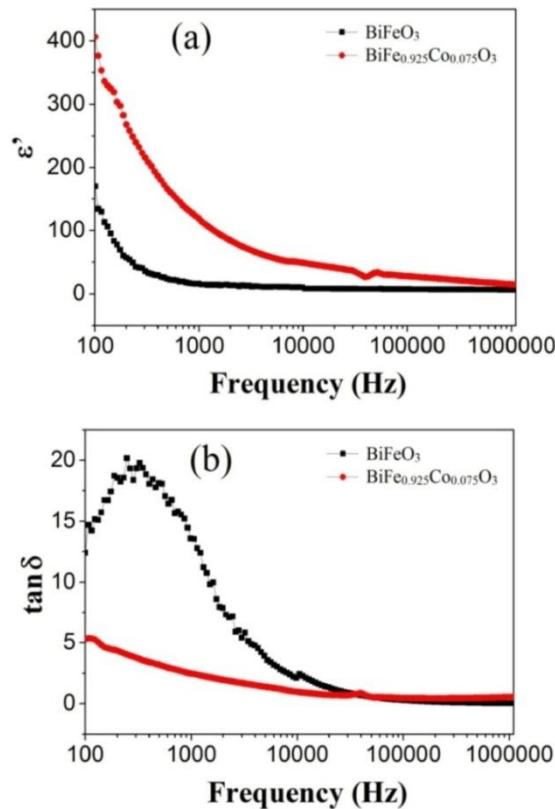 (a)
BiFeO₃
BiFe₀.₉₂₅Co₀.₀₇₅O₃
400
300
200
100
0
ε’
100 1000 10000 100000 1000000
Frequency (Hz)
(b)
BiFeO₃
BiFe₀.₉₂₅Co₀.₀₇₅O₃
20
15
10
5
0
tanδ
100 1000 10000 100000 1000000
Frequency (Hz)